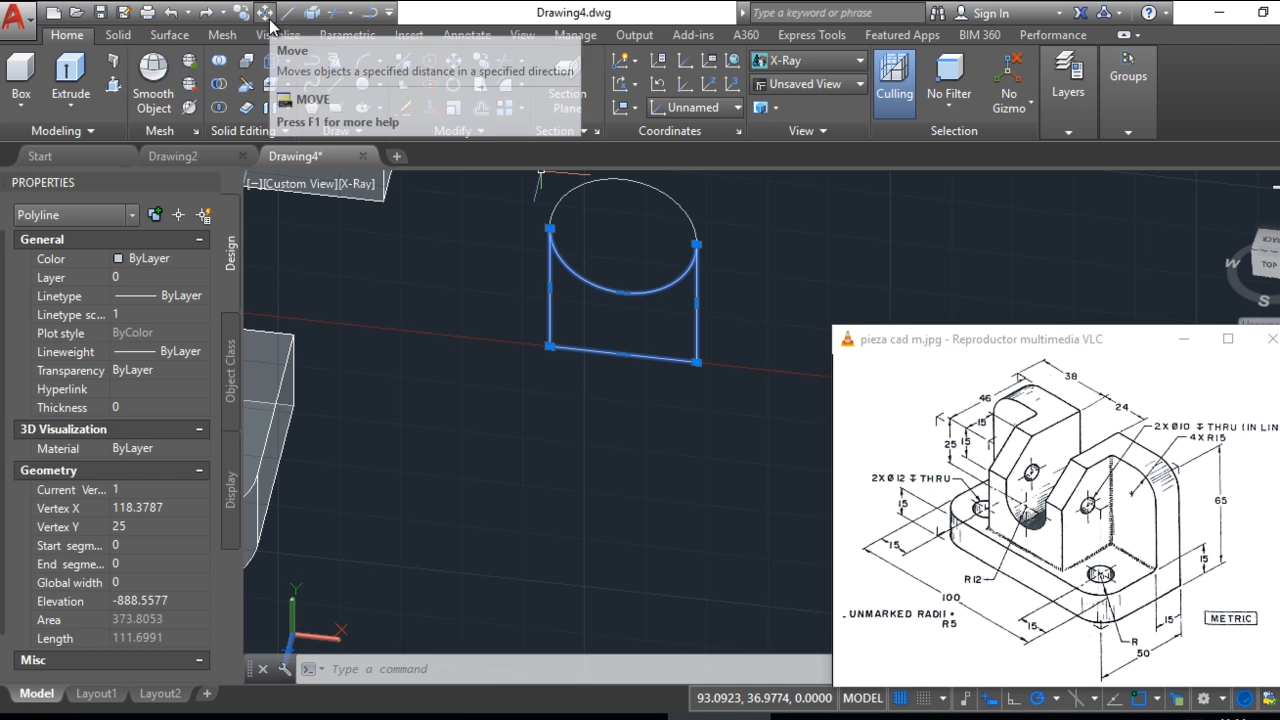 Drawing4.dwg
Type a keyword or phrase
Sign In
Home Solid Surface Mesh Visualize Parametric Insert Annotate View Manage Output Add-ins A360 Express Tools Featured Apps BIM 360 Performance
Move
Moves objects a specified distance in a specified direction
MOVE
Press F1 for more help
Box
Extrude
Smooth
Object
Section
Plane
X-Ray
Unsaved View
Unnamed
Culling
No Filter
No
Gizmo
Layers
Groups
Modeling
Mesh
Solid Editing
Draw
Modify
Section
Coordinates
View
Selection
Start
Drawing2
Drawing4*
PROPERTIES
[−][Custom View][X-Ray]
Polyline
General
Color ByLayer
Layer 0
Linetype ByLayer
Linetype sc... 1
Plot style ByColor
Lineweight ByLayer
Transparency ByLayer
Hyperlink
Thickness 0
3D Visualization
Material ByLayer
Geometry
Current Ver... 1
Vertex X 118.3787
Vertex Y 25
Start segm... 0
End segme... 0
Global width 0
Elevation -888.5577
Area 373.8053
Length 111.6991
Misc
Design
Object Class
Display
BACK
TOP
W
S
Y
X
pieza cad m.jpg - Reproductor multimedia VLC
38
46
24
15
2X Ø10 ↧ THRU (IN LIN
4X R15
25
15
2X Ø12 ↧ THRU
65
15
15
15
R12
100
UNMARKED RADII =
R5
METRIC
15
15
R
50
Type a command
Model
Layout1
Layout2
93.0923, 36.9774, 0.0000
MODEL